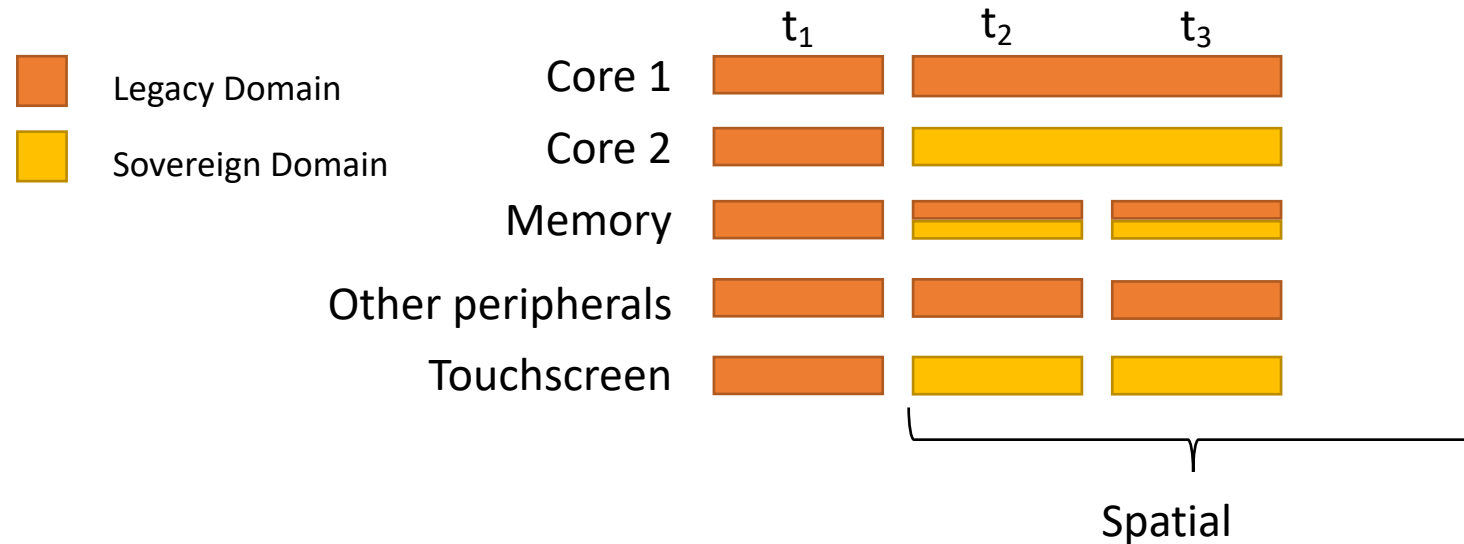 t₁ t₂ t₃
Legacy Domain
Sovereign Domain
Core 1
Core 2
Memory
Other peripherals
Touchscreen
Spatial